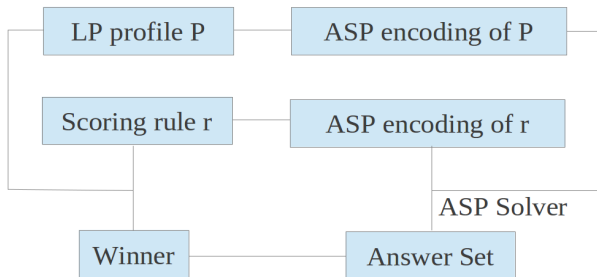 LP profile P
ASP encoding of P
Scoring rule r
ASP encoding of r
ASP Solver
Winner
Answer Set